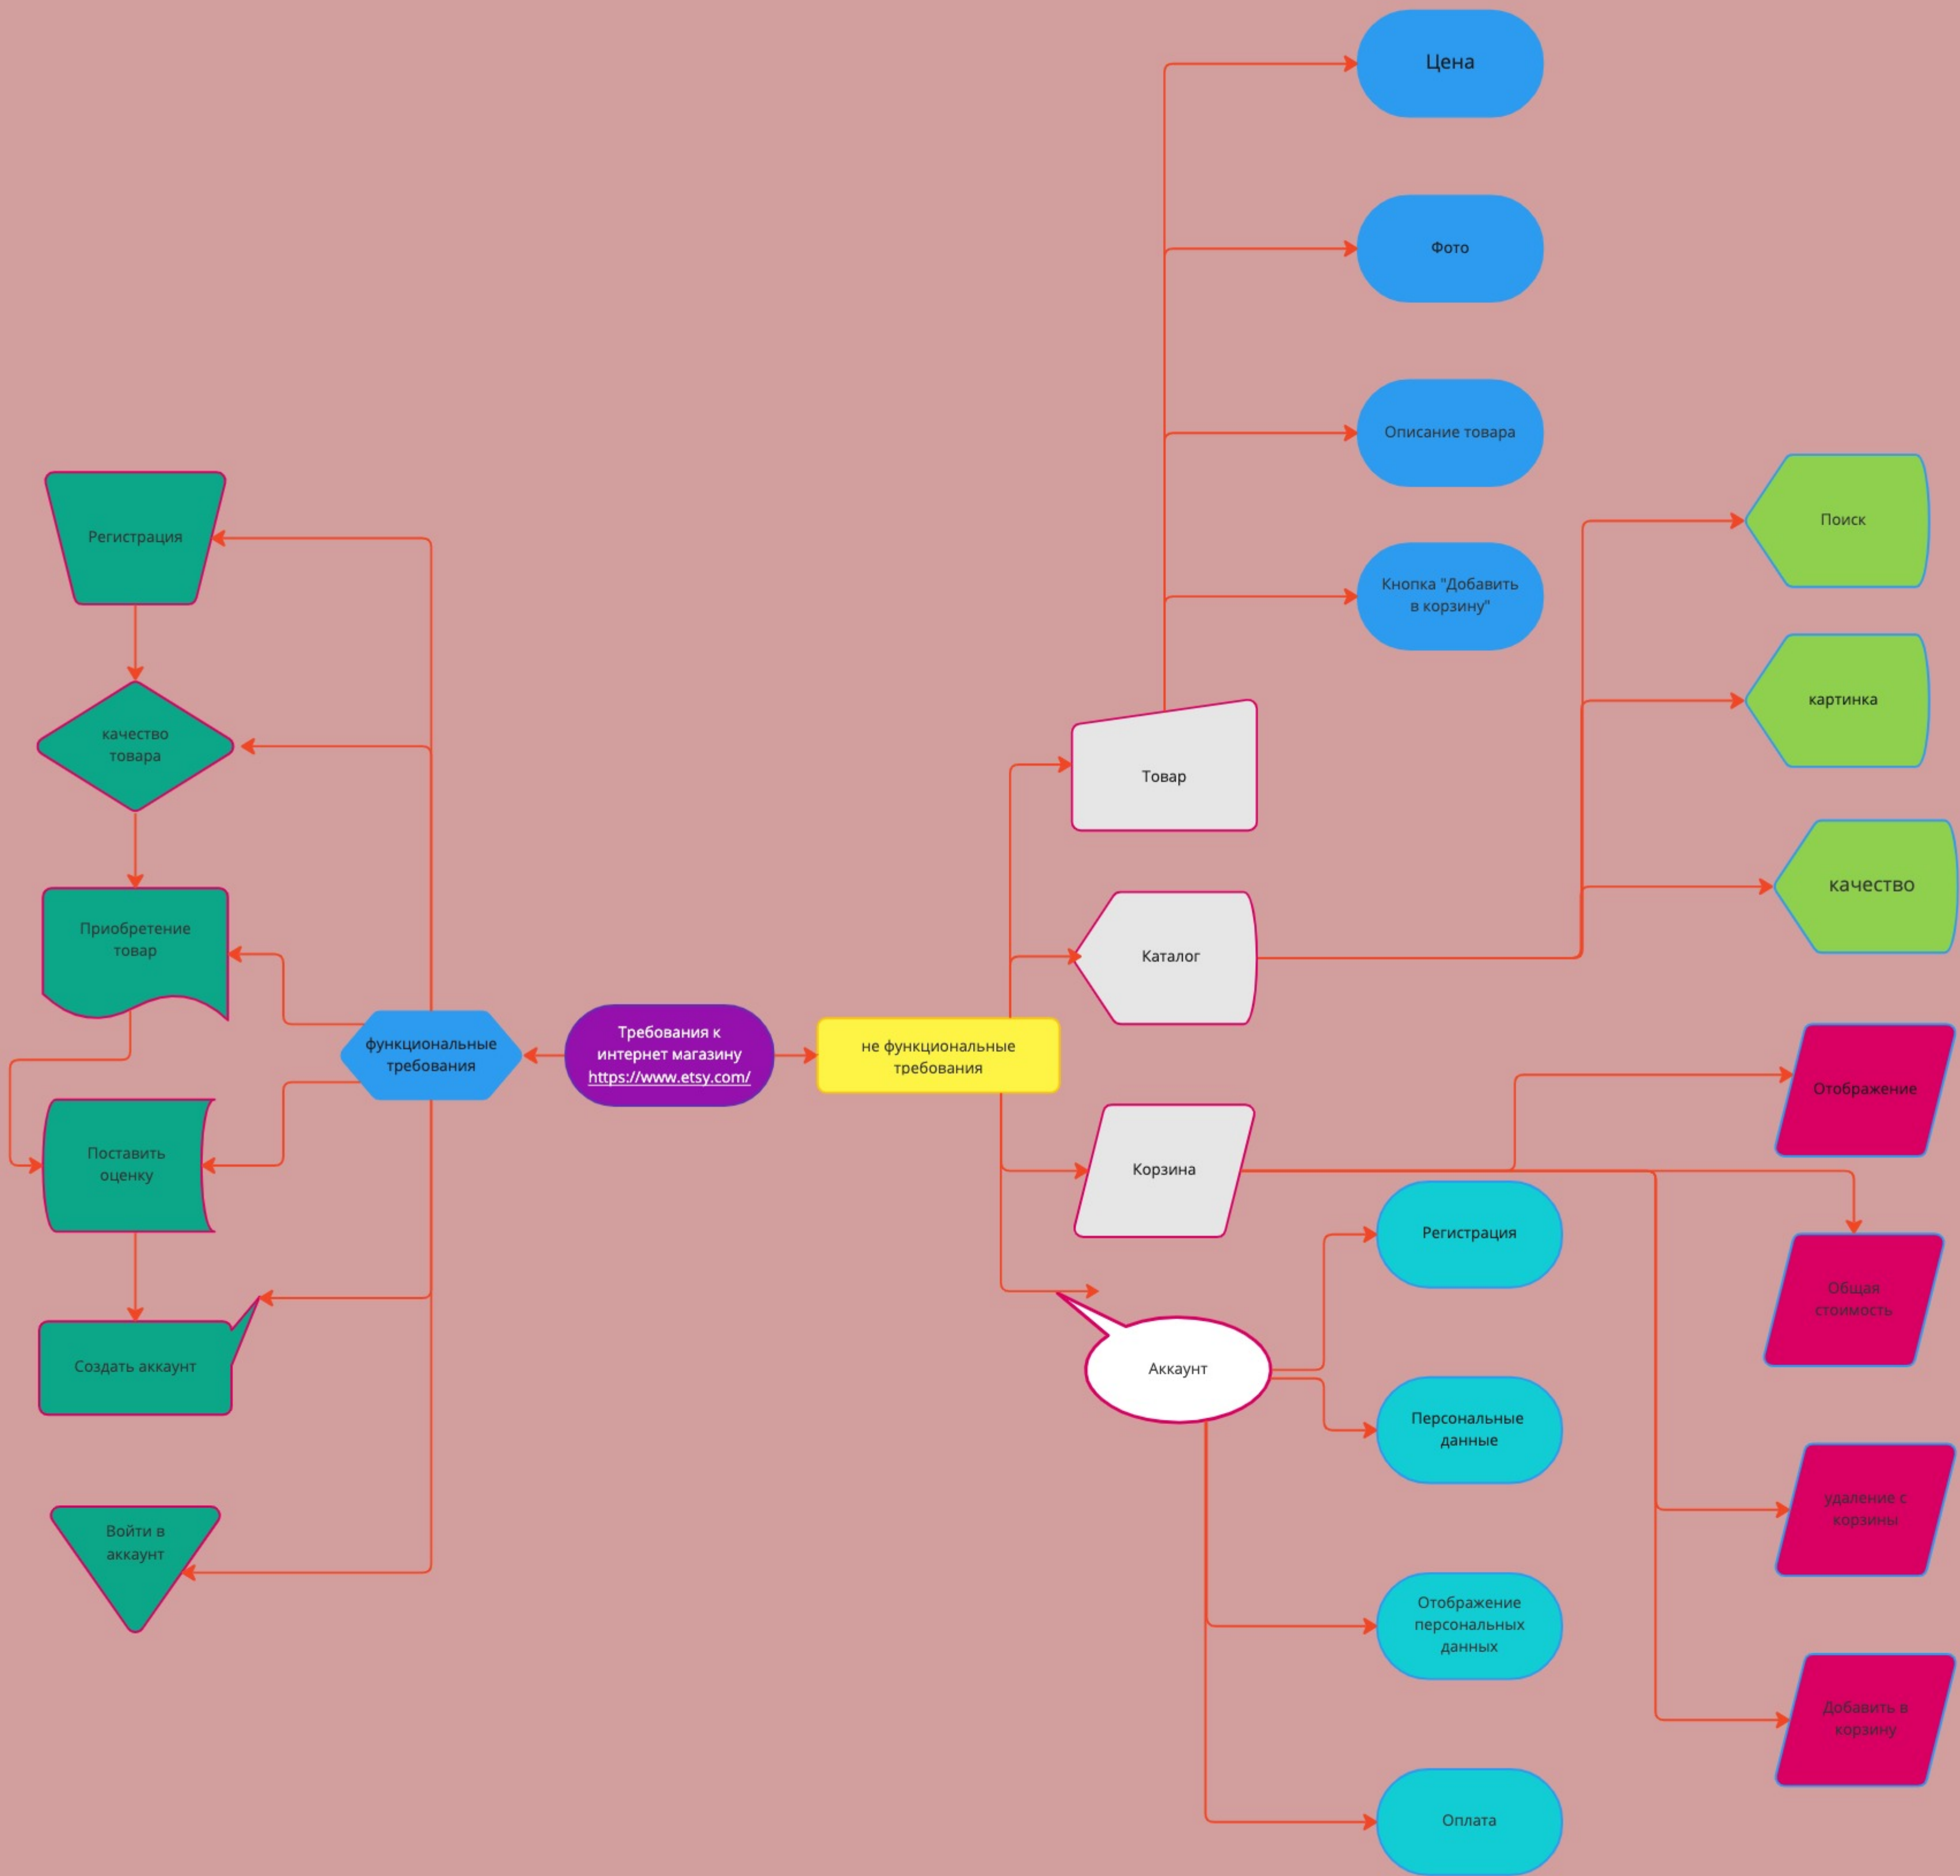 Цена
Фото
Описание товара
Кнопка "Добавить
в корзину"
Поиск
картинка
качество
Товар
Каталог
Регистрация
качество
товара
Приобретение
товар
функциональные
требования
Требования к
интернет магазину
https://www.etsy.com/
не функциональные
требования
Поставить
оценку
Создать аккаунт
Войти в
аккаунт
Корзина
Отображение
Общая
стоимость
удаление с
корзины
Добавить в
корзину
Аккаунт
Регистрация
Персональные
данные
Отображение
персональных
данных
Оплата